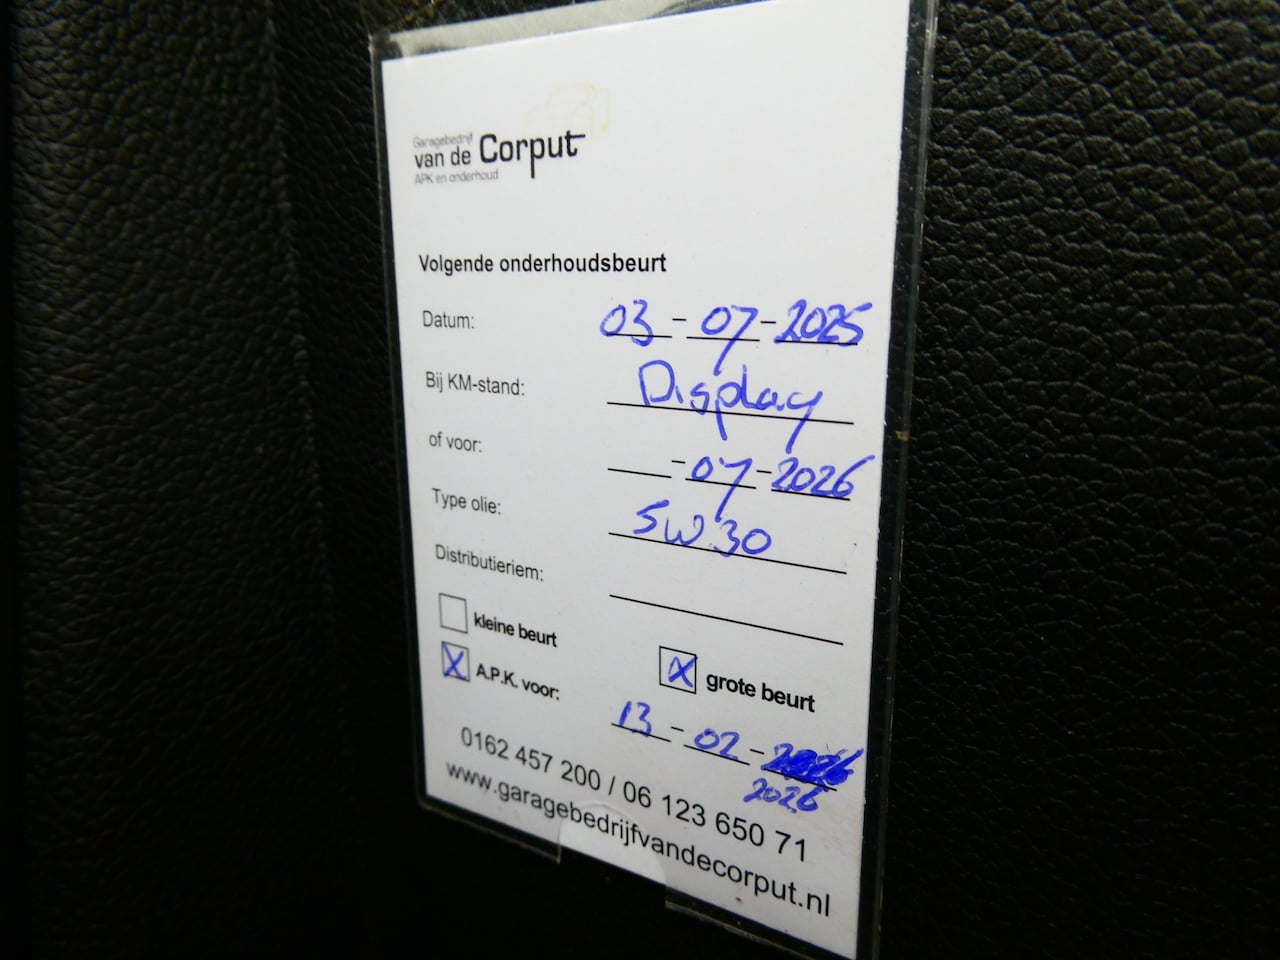 Garagebedrijf
van de Corput
APK en onderhoud
Volgende onderhoudsbeurt
Datum: 03 - 07 - 2025
Bij KM-stand: Display
of voor: - 07 - 2026
Type olie: 5W30
Distributieriem:
kleine beurt
X grote beurt
X A.P.K. voor: 13 - 02 -
2026
0162 457 200 / 06 123 650 71
www.garagebedrijfvandecorput.nl